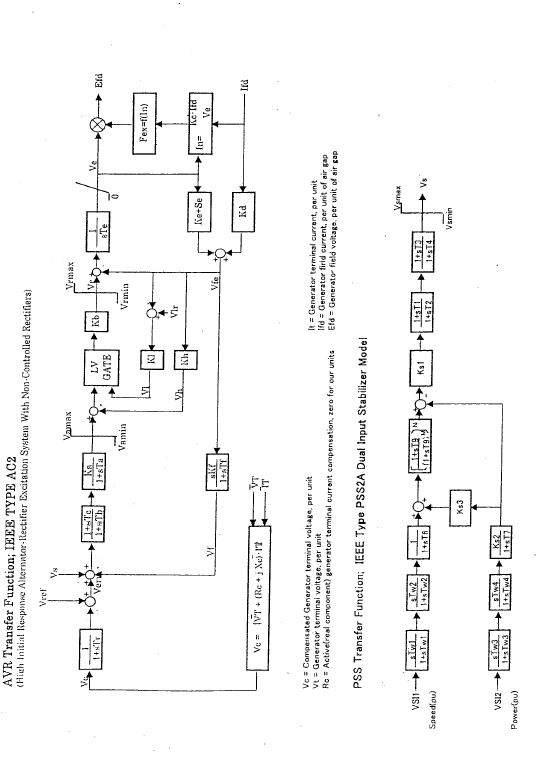 AVR Transfer Function; IEEE TYPE AC2
(High Initial Response Alternator-Rectifier Excitation System With Non-Controlled Rectifiers)
Vref
Vs
Vc
1
1+sTr
+
Verr
1+sTc
1+sTb
Ka
1+sTa
Vamax
Vamin
LV
GATE
Kb
Vrmax
Vrmin
Vr
1
sTe
0
Ve
Efd
Fex=f(In)
In=
Kc·Ifd
Ve
Ifd
Ke+Se
Kd
Vfe
Vl
Kl
Vlr
Vh
Kh
Vf
sKf
1+sTf
Vc = |VT + (Rc + j Xc)·IT|
VT
IT
Vc = Compensated Generator terminal voltage, per unit
Vt = Generator terminal voltage, per unit
Rc = Active(real component) generator terminal current compensation, zero for our units
It = Generator terminal current, per unit
Ifd = Generator field current, per unit of air gap
Efd = Generator field voltage, per unit of air gap
PSS Transfer Function; IEEE Type PSS2A Dual Input Stabilizer Model
VSI1
Speed(pu)
sTw1
1+sTw1
sTw2
1+sTw2
1
1+sT6
1+sT8
(1+sT9)
M
N
Ks1
1+sT1
1+sT2
1+sT3
1+sT4
Vsmax
Vsmin
Vs
Ks3
VSI2
Power(pu)
sTw3
1+sTw3
sTw4
1+sTw4
Ks2
1+sT7